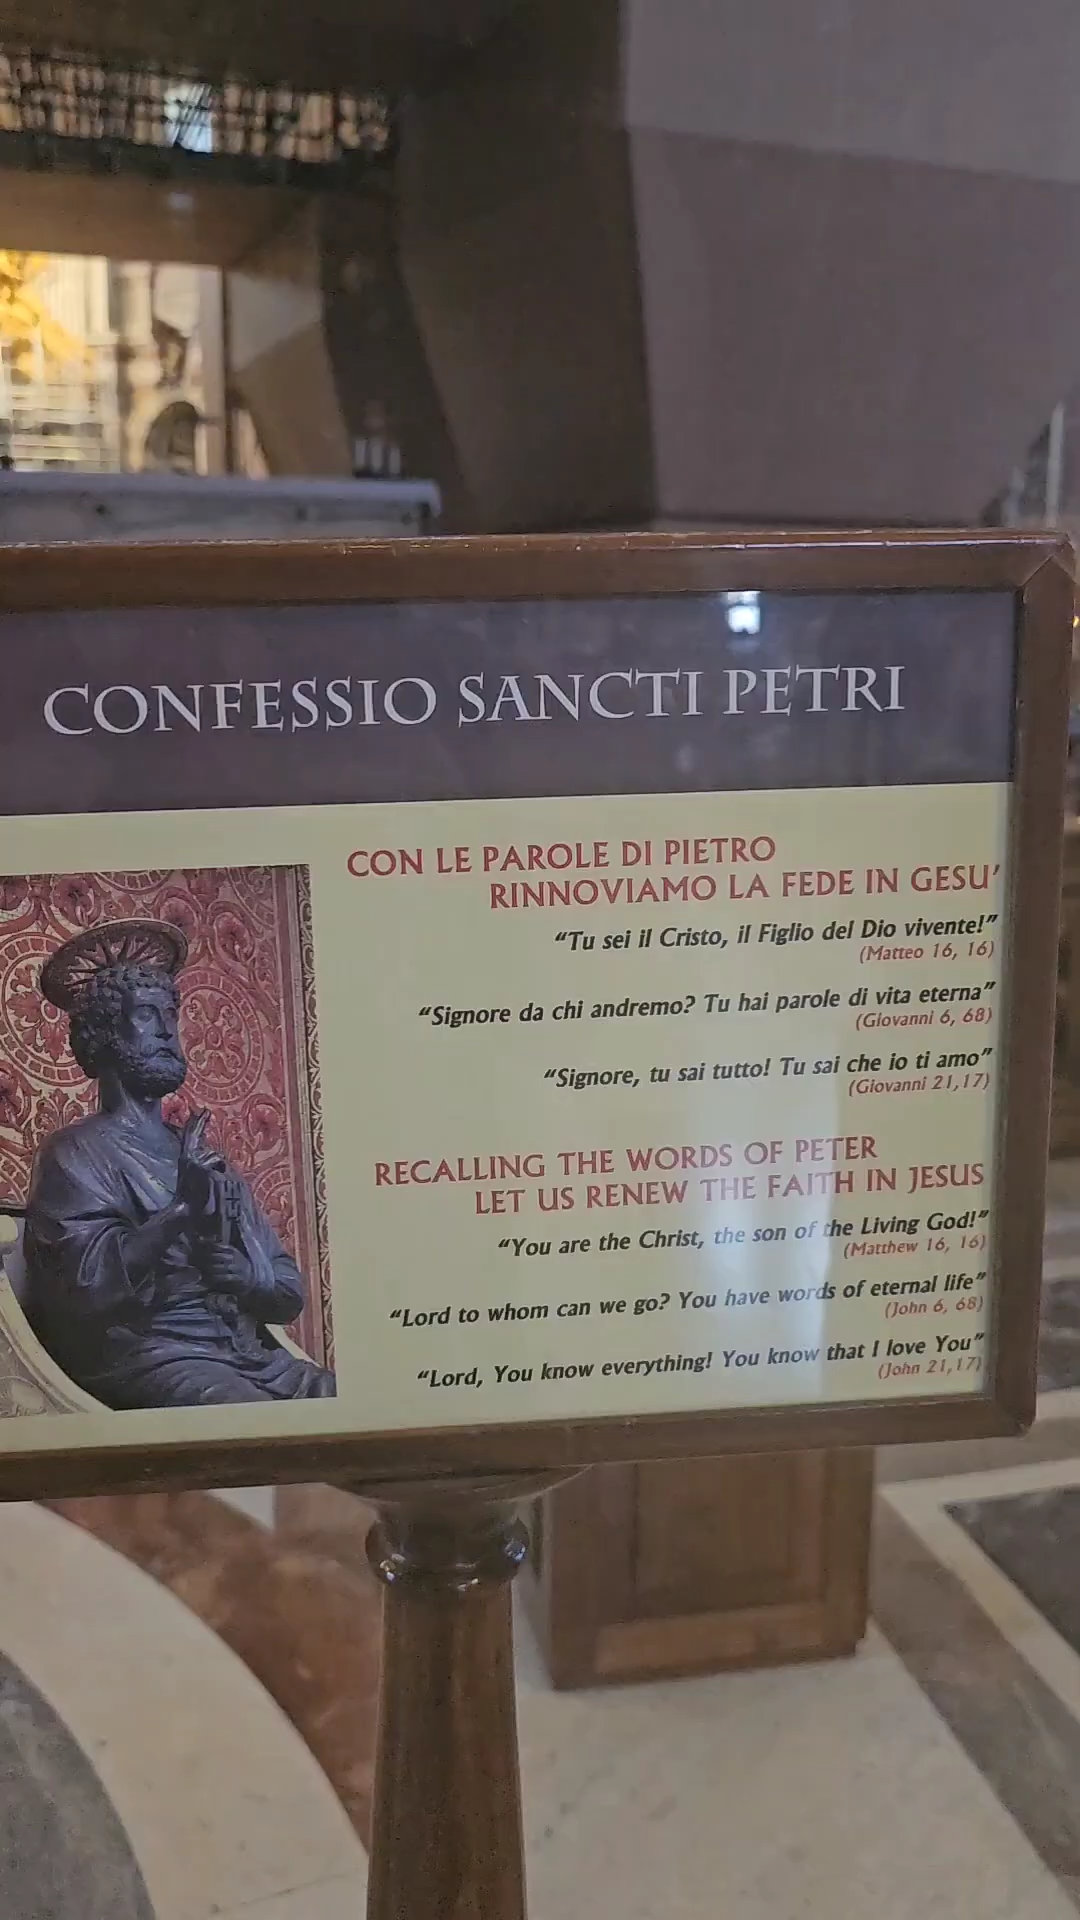 CONFESSIO SANCTI PETRI
CON LE PAROLE DI PIETRO
RINNOVIAMO LA FEDE IN GESU'
“Tu sei il Cristo, il Figlio del Dio vivente!”
(Matteo 16, 16)
“Signore da chi andremo? Tu hai parole di vita eterna”
(Giovanni 6, 68)
“Signore, tu sai tutto! Tu sai che io ti amo”
(Giovanni 21,17)
RECALLING THE WORDS OF PETER
LET US RENEW THE FAITH IN JESUS
“You are the Christ, the son of the Living God!”
(Matthew 16, 16)
“Lord to whom can we go? You have words of eternal life”
(John 6, 68)
“Lord, You know everything! You know that I love You”
(John 21,17)